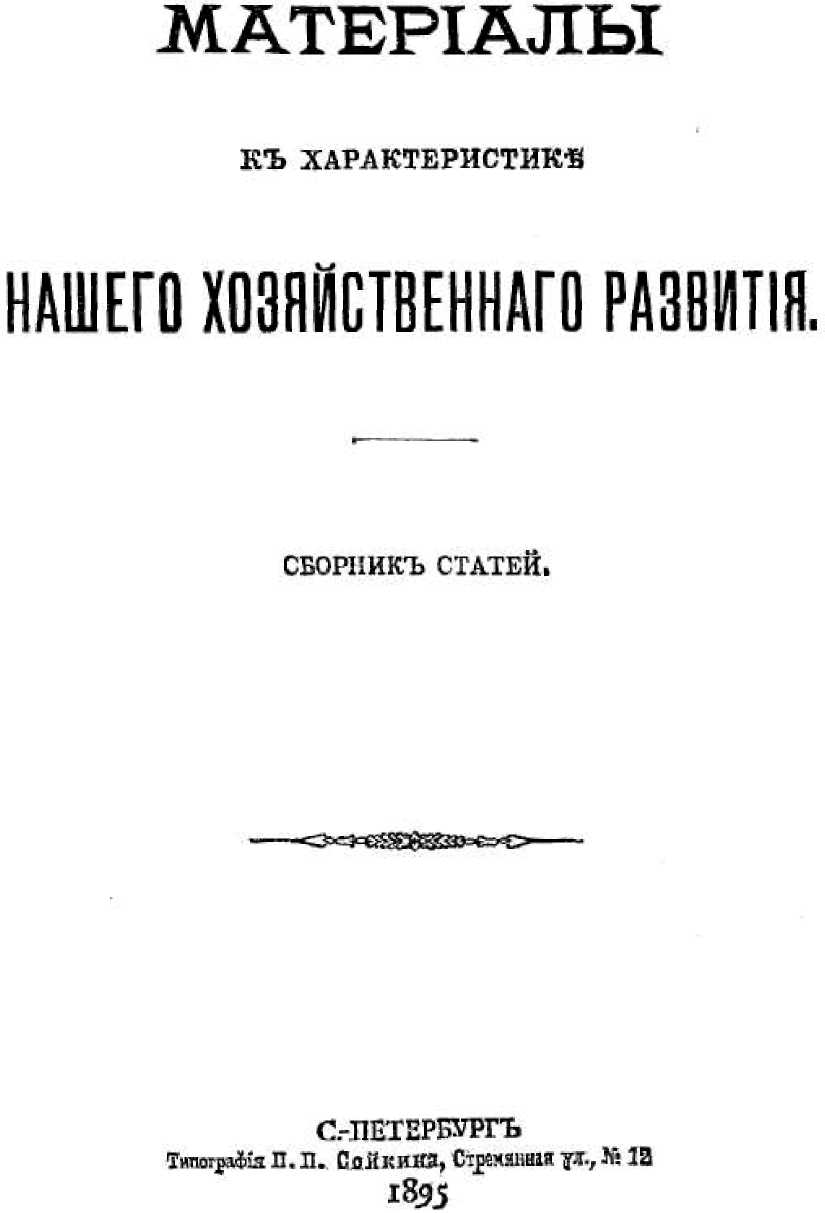 МАТЕРІАЛЫ
КЪ ХАРАКТЕРИСТИКѢ
НАШЕГО ХОЗЯЙСТВЕННАГО РАЗВИТІЯ.
СБОРНИКЪ СТАТЕЙ.
С.-ПЕТЕРБУРГЪ
Типографія П. П. Сойкина, Стремянная ул., № 12
1895